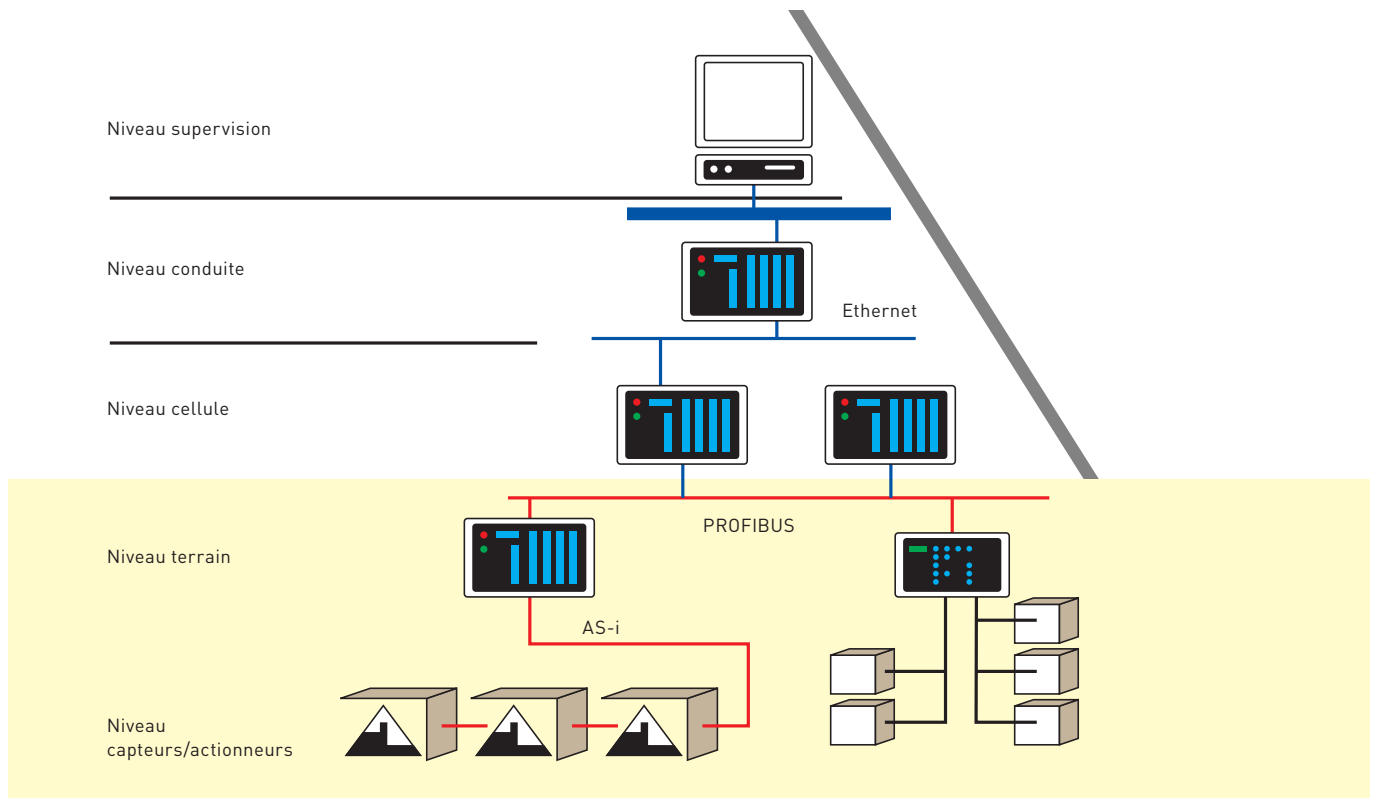 Niveau supervision
Niveau conduite
Ethernet
Niveau cellule
PROFIBUS
Niveau terrain
AS-i
Niveau
capteurs/actionneurs